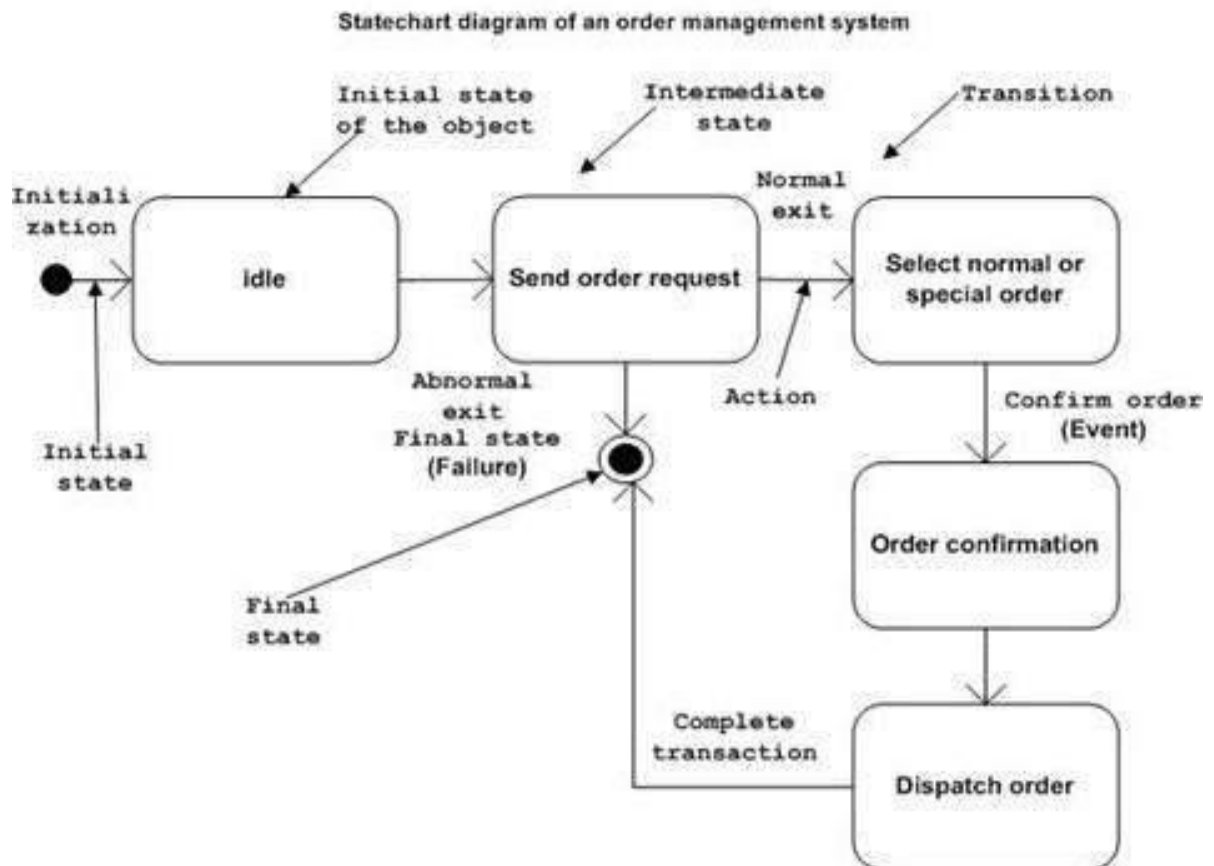 Statechart diagram of an order management system
Initial state
of the object
Intermediate
state
Transition
Initiali
zation
Normal
exit
idle
Send order request
Select normal or
special order
Initial
state
Abnormal
exit
Final state
(Failure)
Action
Confirm order
(Event)
Order confirmation
Final
state
Complete
transaction
Dispatch order